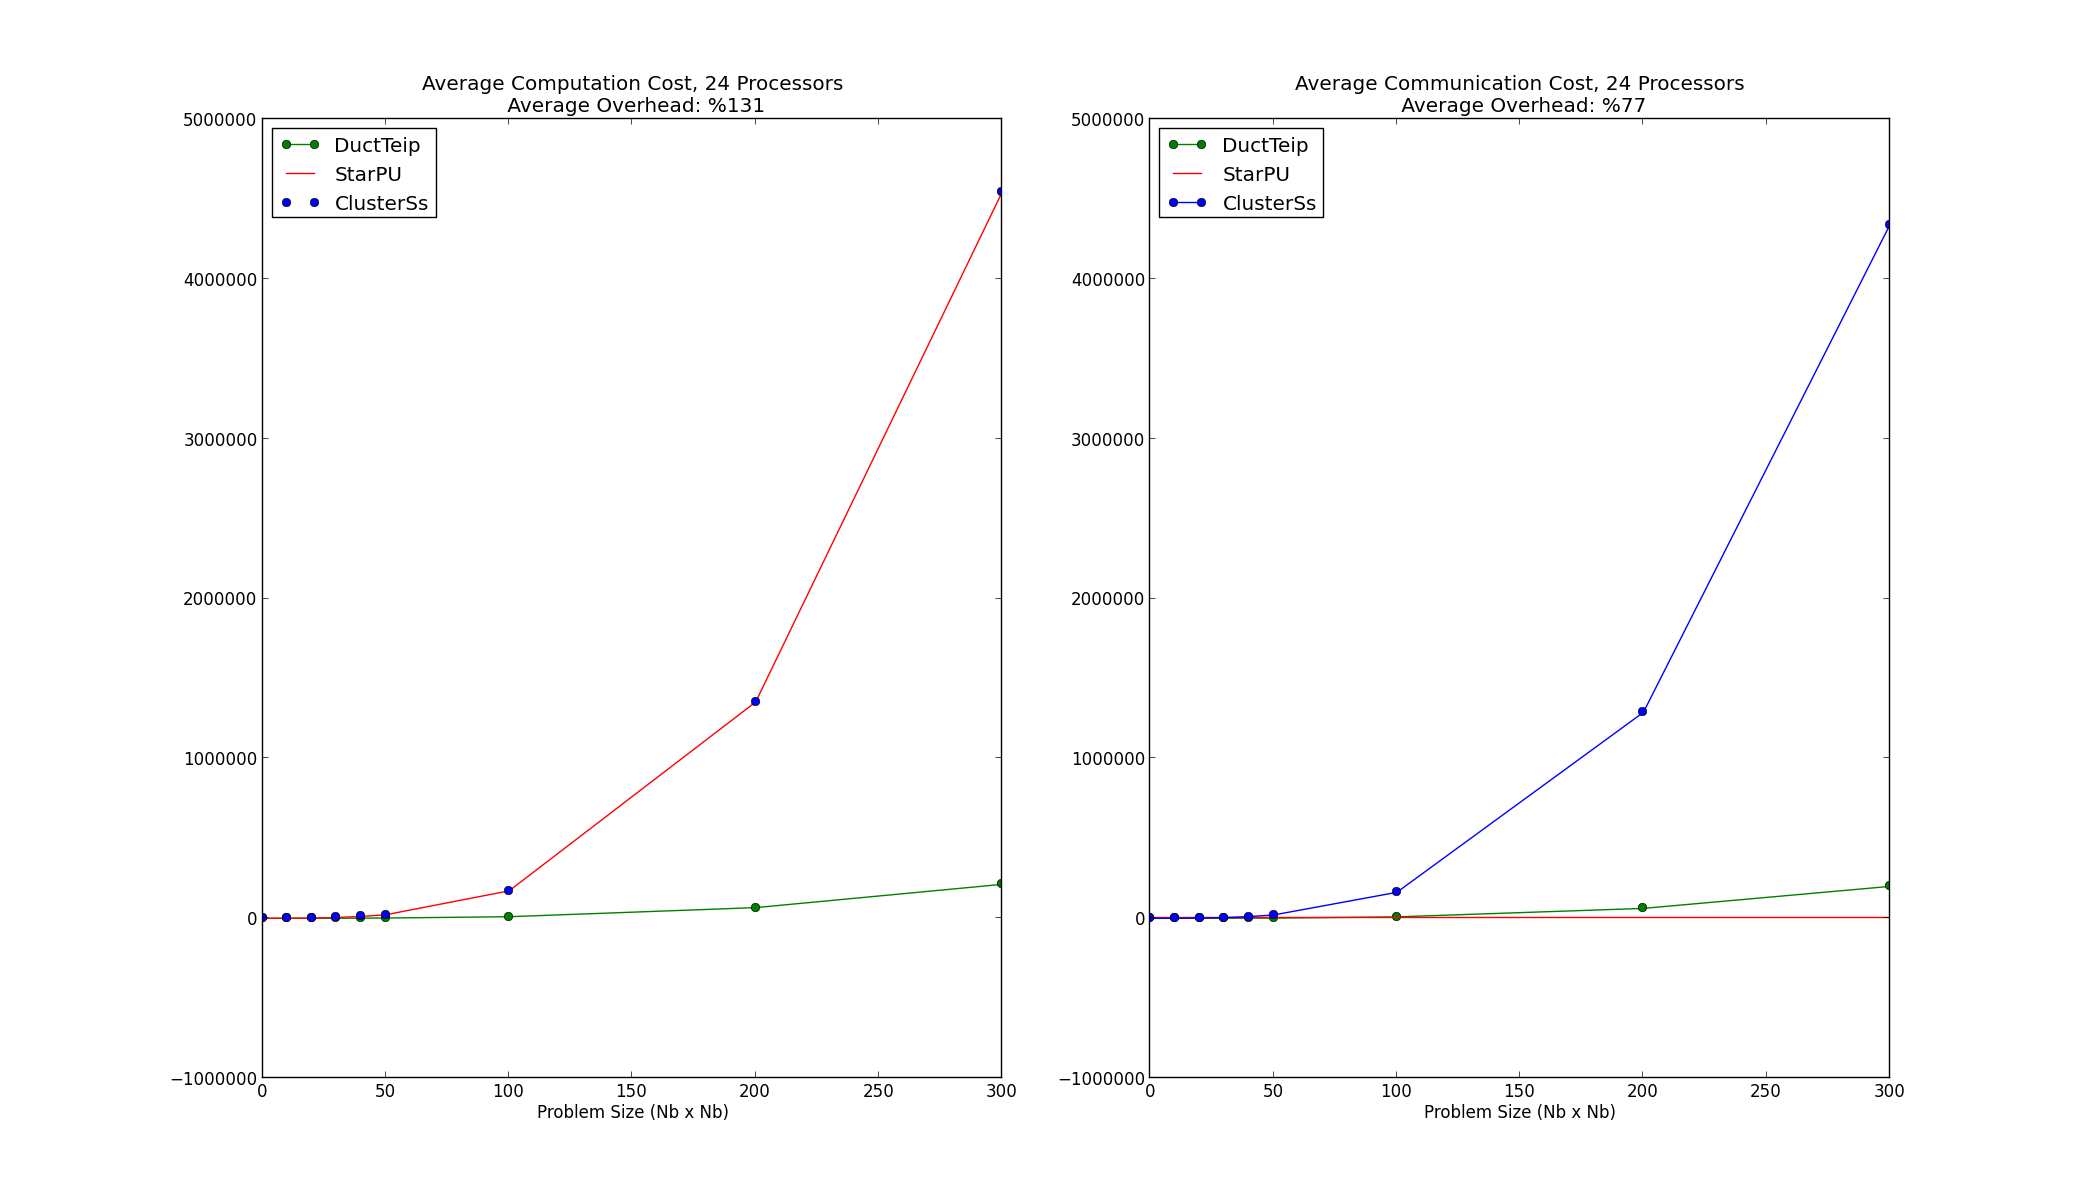 Average Computation Cost, 24 Processors
Average Overhead: %131
5000000
4000000
3000000
2000000
1000000
0
−1000000
DuctTeip
StarPU
ClusterSs
0 50 100 150 200 250 300
Problem Size (Nb x Nb)
Average Communication Cost, 24 Processors
Average Overhead: %77
5000000
4000000
3000000
2000000
1000000
0
−1000000
DuctTeip
StarPU
ClusterSs
0 50 100 150 200 250 300
Problem Size (Nb x Nb)